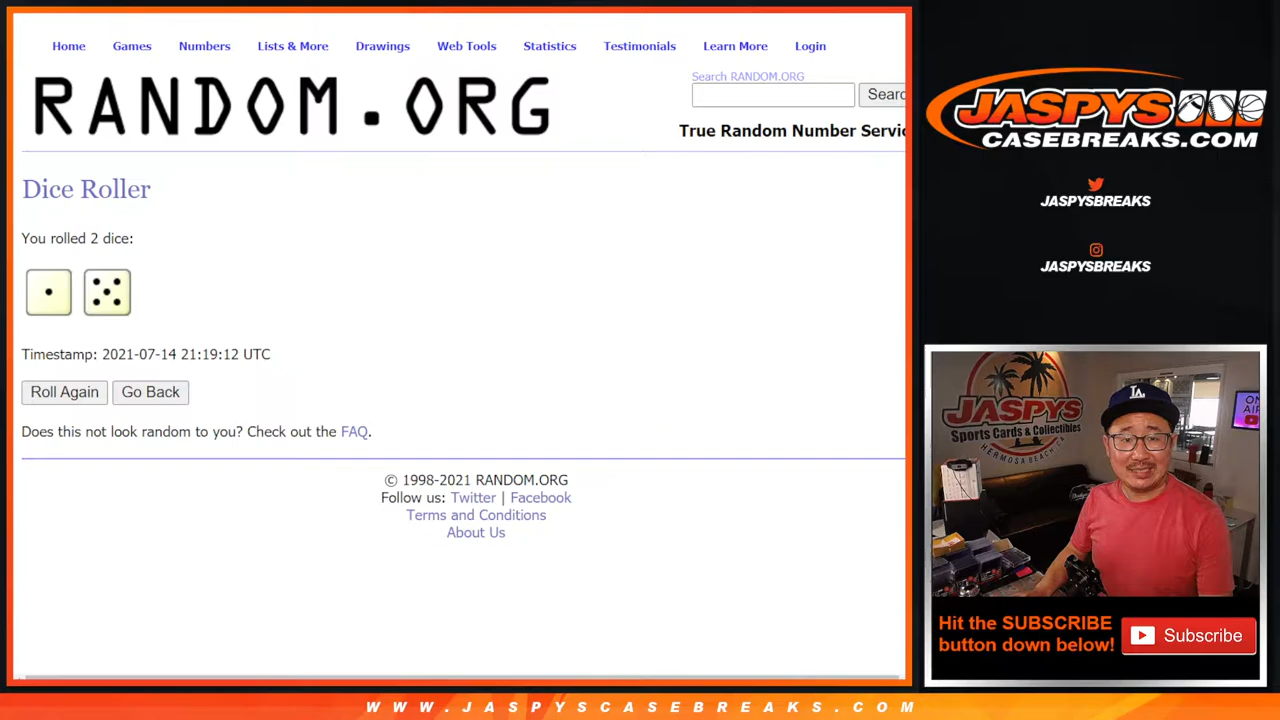 Home Games Numbers Lists & More Drawings Web Tools Statistics Testimonials Learn More Login
RANDOM.ORG
Search RANDOM.ORG
Searc
True Random Number Servic
Dice Roller
You rolled 2 dice:
Timestamp: 2021-07-14 21:19:12 UTC
Roll Again Go Back
Does this not look random to you? Check out the FAQ.
© 1998-2021 RANDOM.ORG
Follow us: Twitter | Facebook
Terms and Conditions
About Us
JASPYS
CASEBREAKS.COM
JASPYSBREAKS
JASPYSBREAKS
JASPYS
Sports Cards & Collectibles
HERMOSA BEACH, CA
LA
ON
AIR
Hit the SUBSCRIBE
button down below!
Subscribe
WWW.JASPYSCASEBREAKS.COM